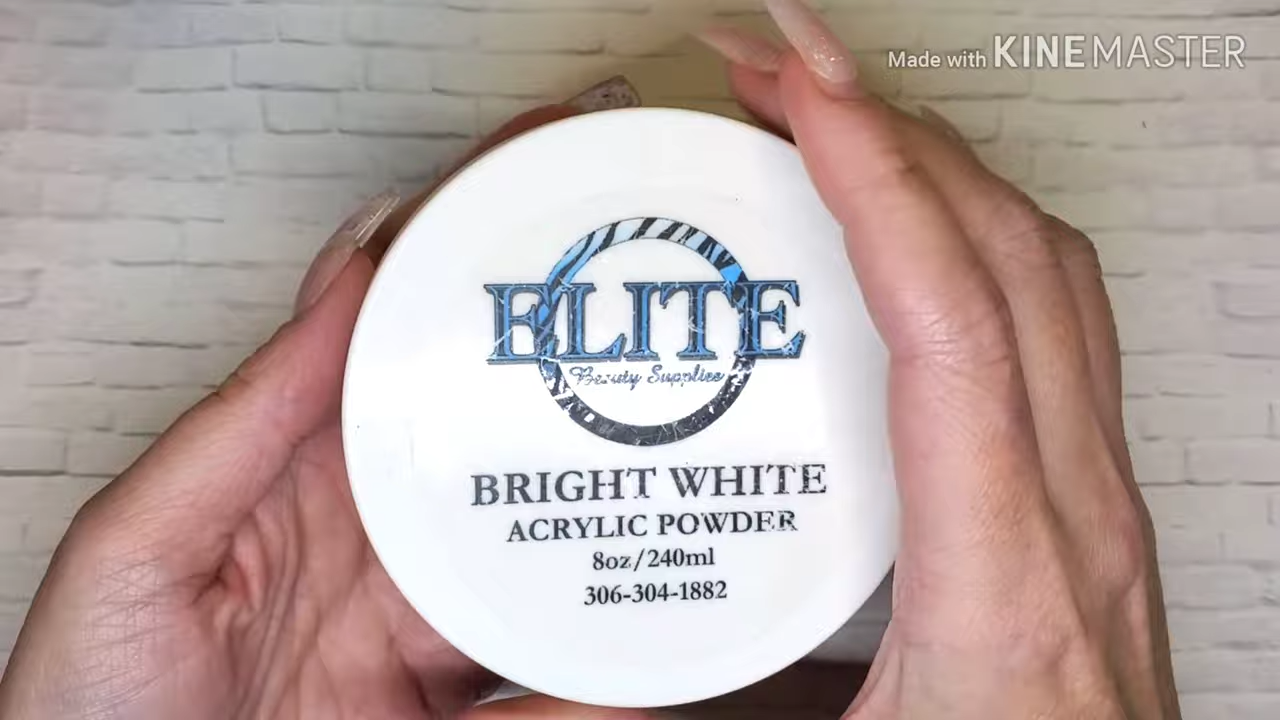 Made with KINEMASTER
ELITE
Beauty Supplies
BRIGHT WHITE
ACRYLIC POWDER
8oz/240ml
306-304-1882